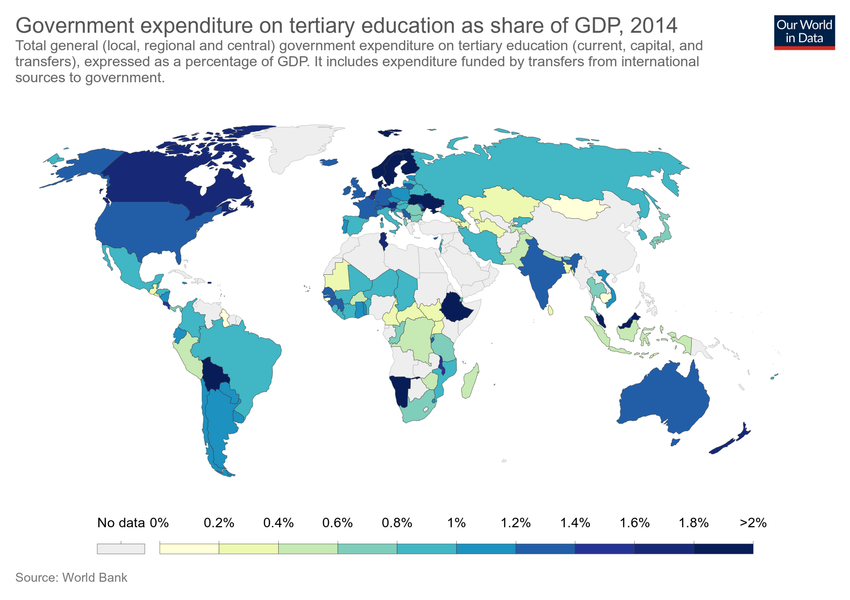 Government expenditure on tertiary education as share of GDP, 2014
Our World
in Data
Total general (local, regional and central) government expenditure on tertiary education (current, capital, and
transfers), expressed as a percentage of GDP. It includes expenditure funded by transfers from international
sources to government.
No data 0% 0.2% 0.4% 0.6% 0.8% 1% 1.2% 1.4% 1.6% 1.8% >2%
Source: World Bank